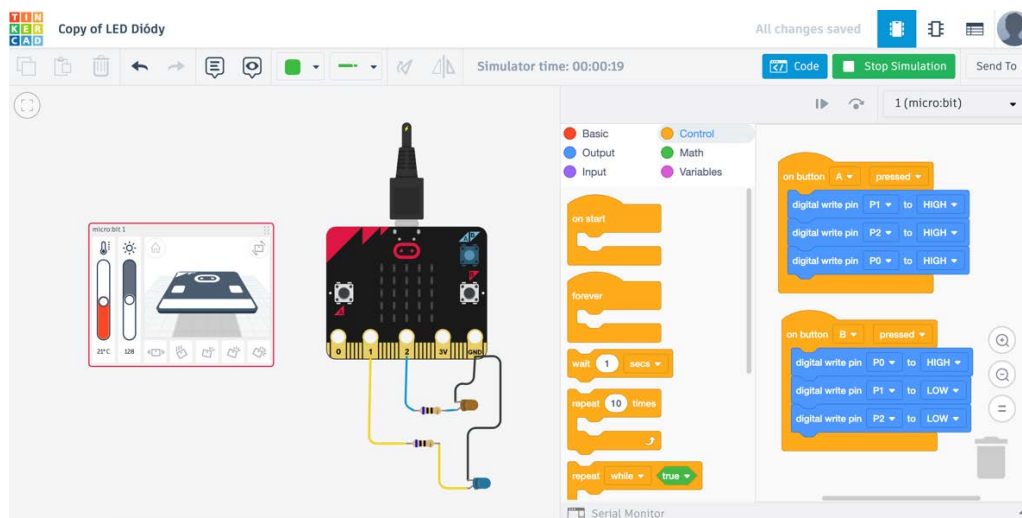 TIN
KER
CAD
Copy of LED Diódy
All changes saved
Simulator time: 00:00:19
Code
Stop Simulation
Send To
1 (micro:bit)
Basic
Control
Output
Math
Input
Variables
on start
forever
wait 1 secs
repeat 10 times
repeat while true
on button A pressed
digital write pin P1 to HIGH
digital write pin P2 to HIGH
digital write pin P0 to HIGH
on button B pressed
digital write pin P0 to HIGH
digital write pin P1 to LOW
digital write pin P2 to LOW
micro:bit 1
21°C
128
A
B
0 1 2 3V GND
Serial Monitor